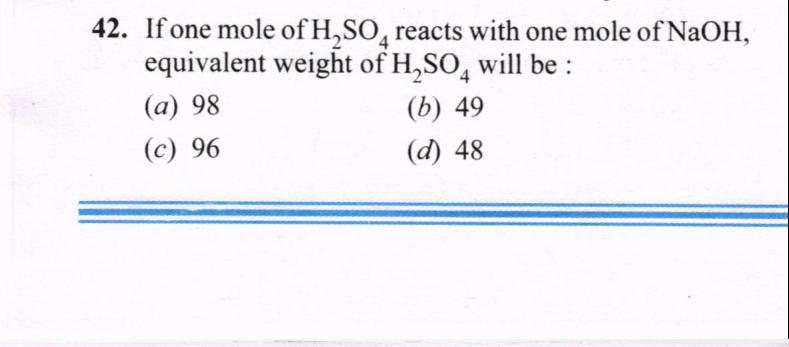 42. If one mole of H₂SO₄ reacts with one mole of NaOH,
equivalent weight of H₂SO₄ will be :
(a) 98 (b) 49
(c) 96 (d) 48